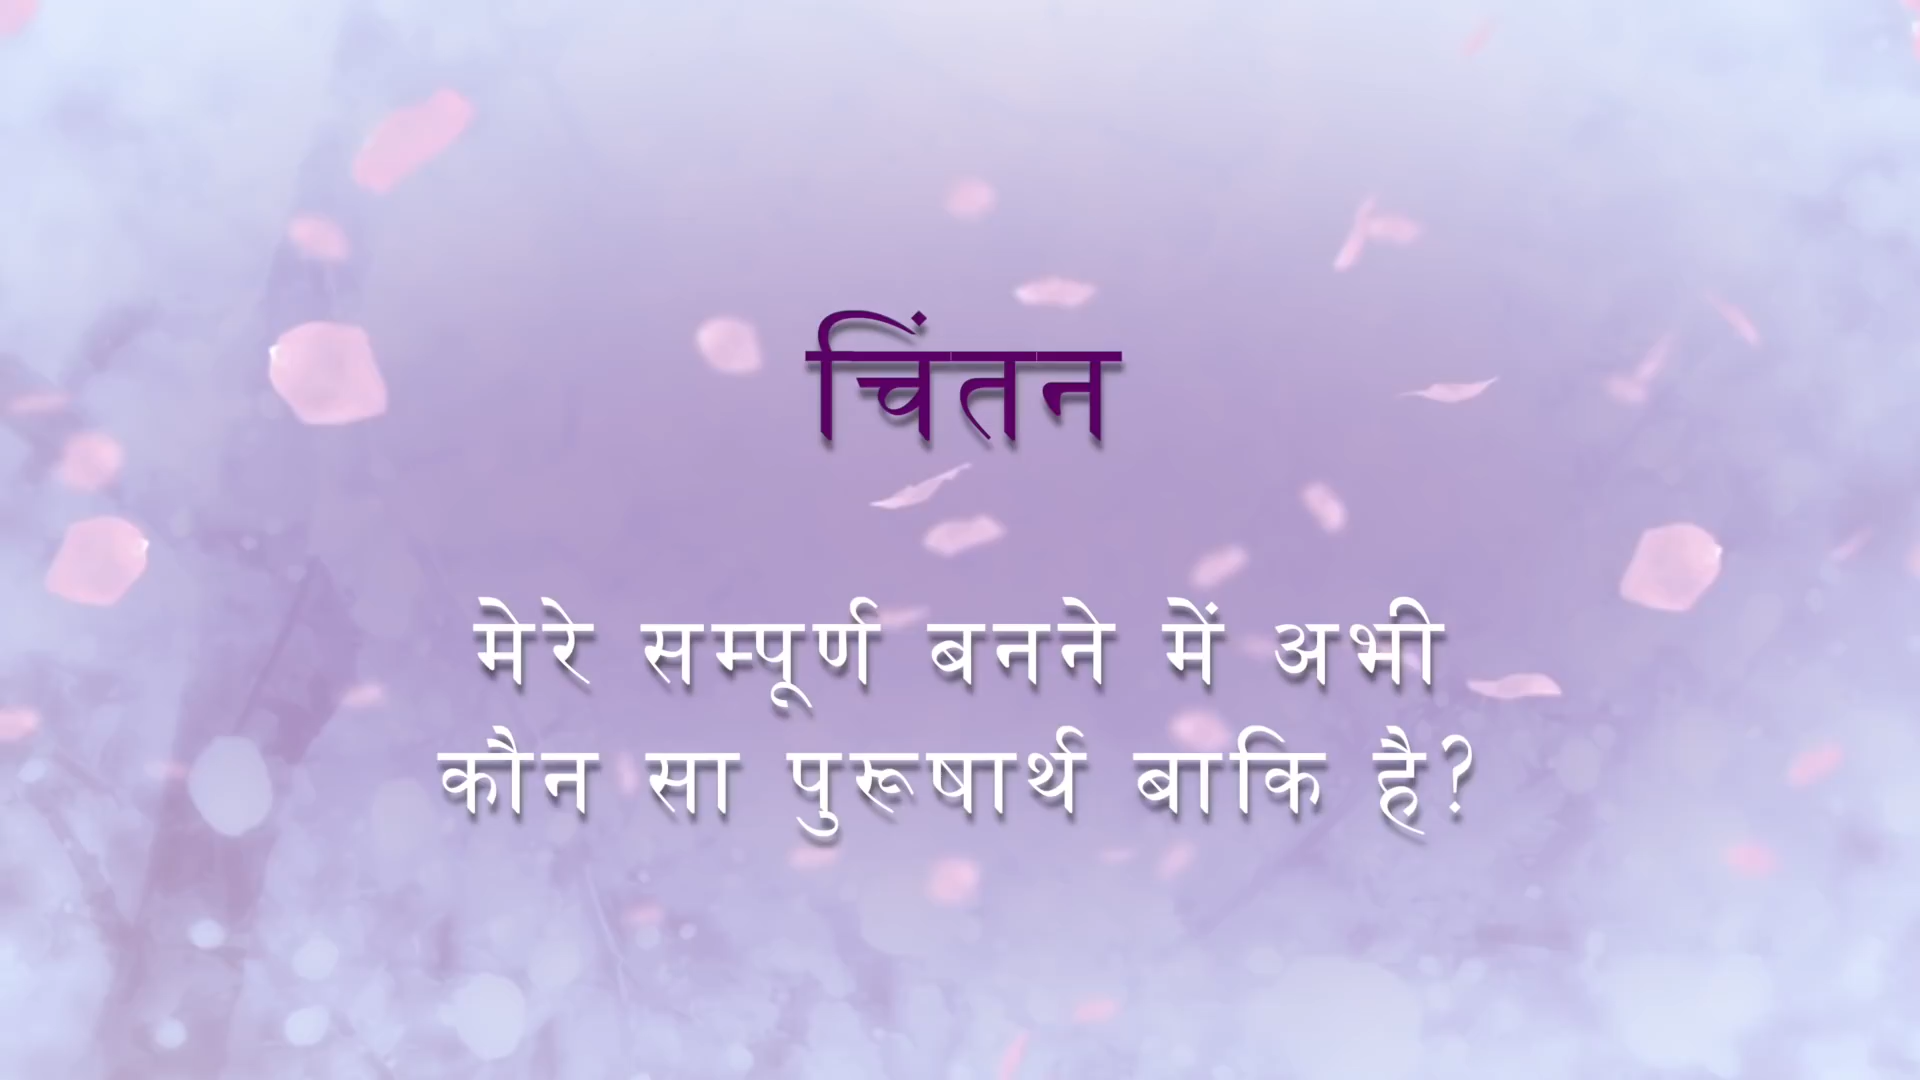 चिंतन
मेरे सम्पूर्ण बनने में अभी
कौन सा पुरूषार्थ बाकि है?